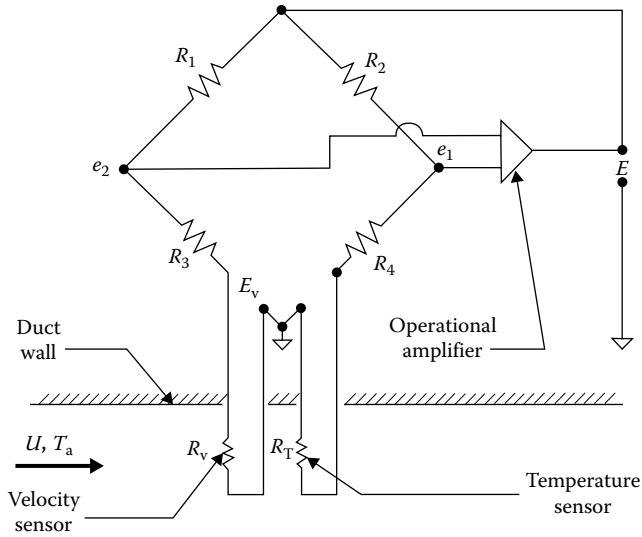 R1
R2
e2
e1
E
R3
R4
Ev
Operational
amplifier
Duct
wall
U, Ta
Rv
RT
Velocity
sensor
Temperature
sensor